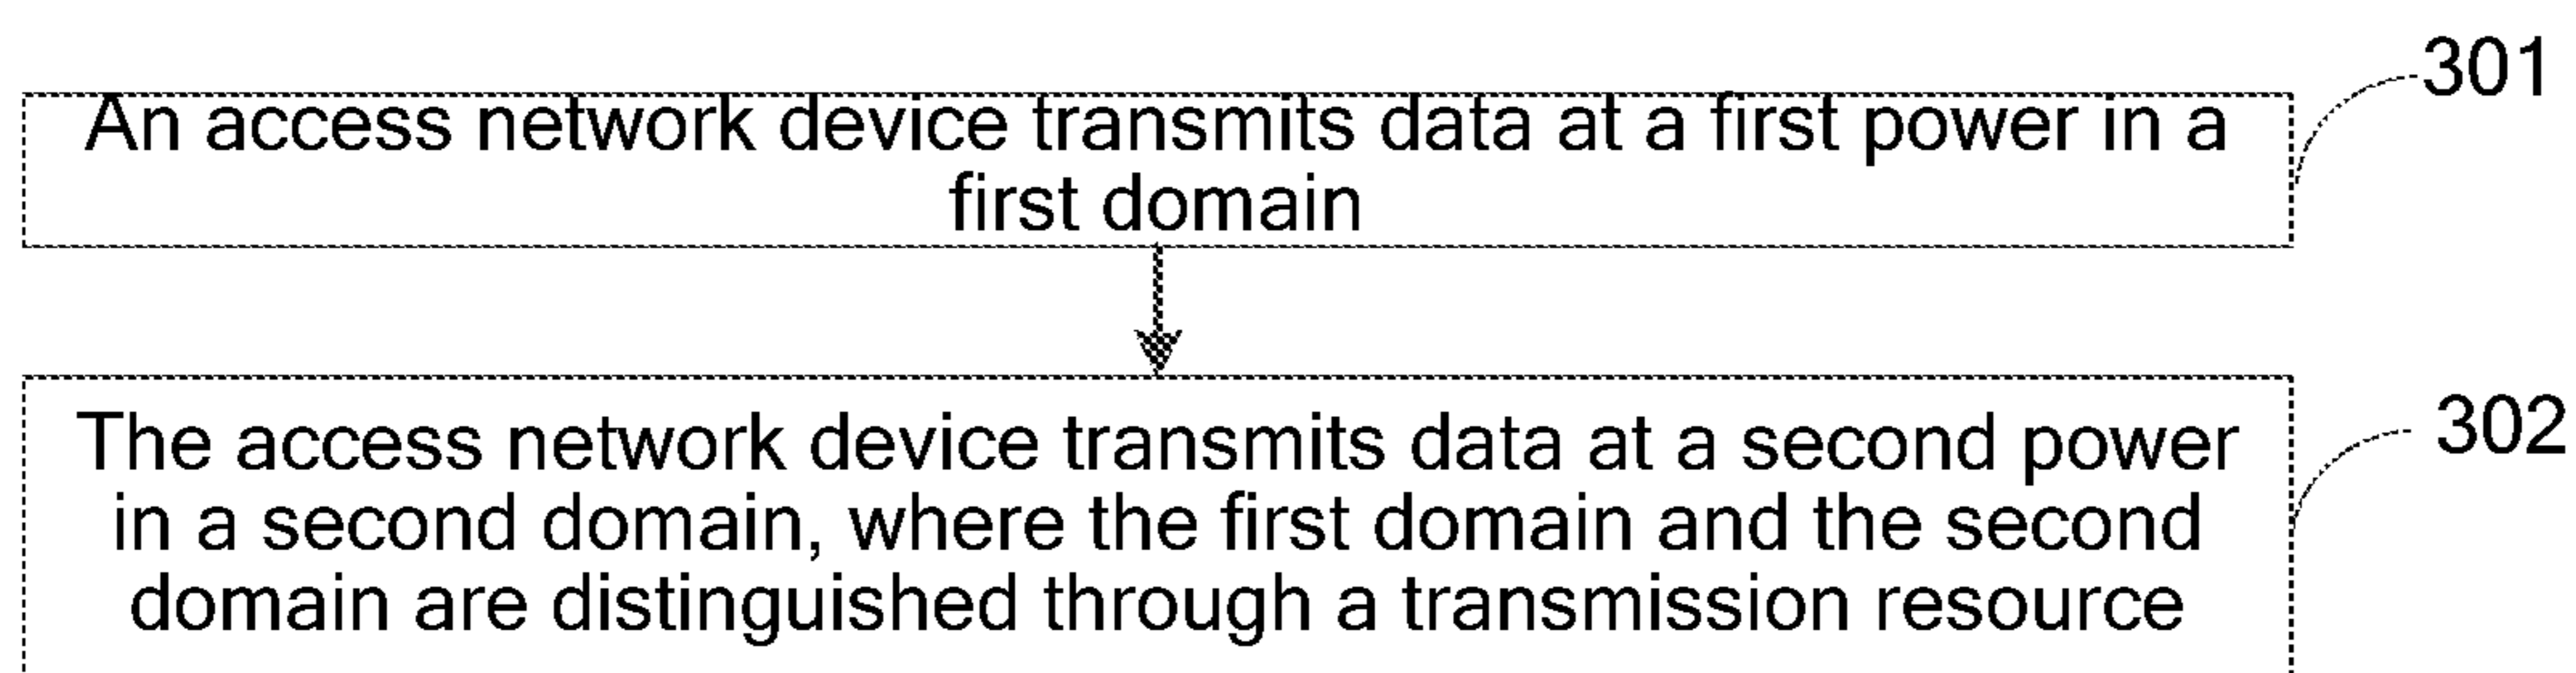 301
An access network device transmits data at a first power in a
first domain
302
The access network device transmits data at a second power
in a second domain, where the first domain and the second
domain are distinguished through a transmission resource